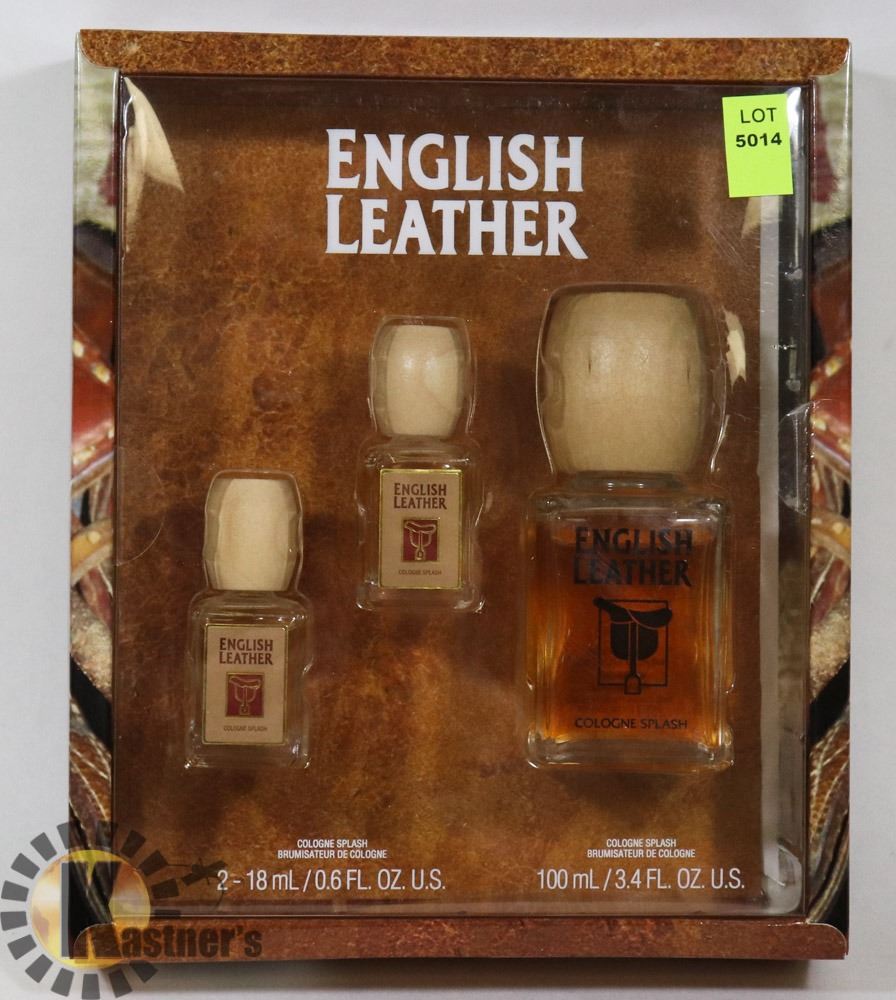 LOT
5014
ENGLISH
LEATHER
ENGLISH
LEATHER
COLOGNE SPLASH
ENGLISH
LEATHER
COLOGNE SPLASH
ENGLISH
LEATHER
COLOGNE SPLASH
COLOGNE SPLASH
BRUMISATEUR DE COLOGNE
2 - 18 mL / 0.6 FL. OZ. U.S.
COLOGNE SPLASH
BRUMISATEUR DE COLOGNE
100 mL / 3.4 FL. OZ. U.S.
Kastner's